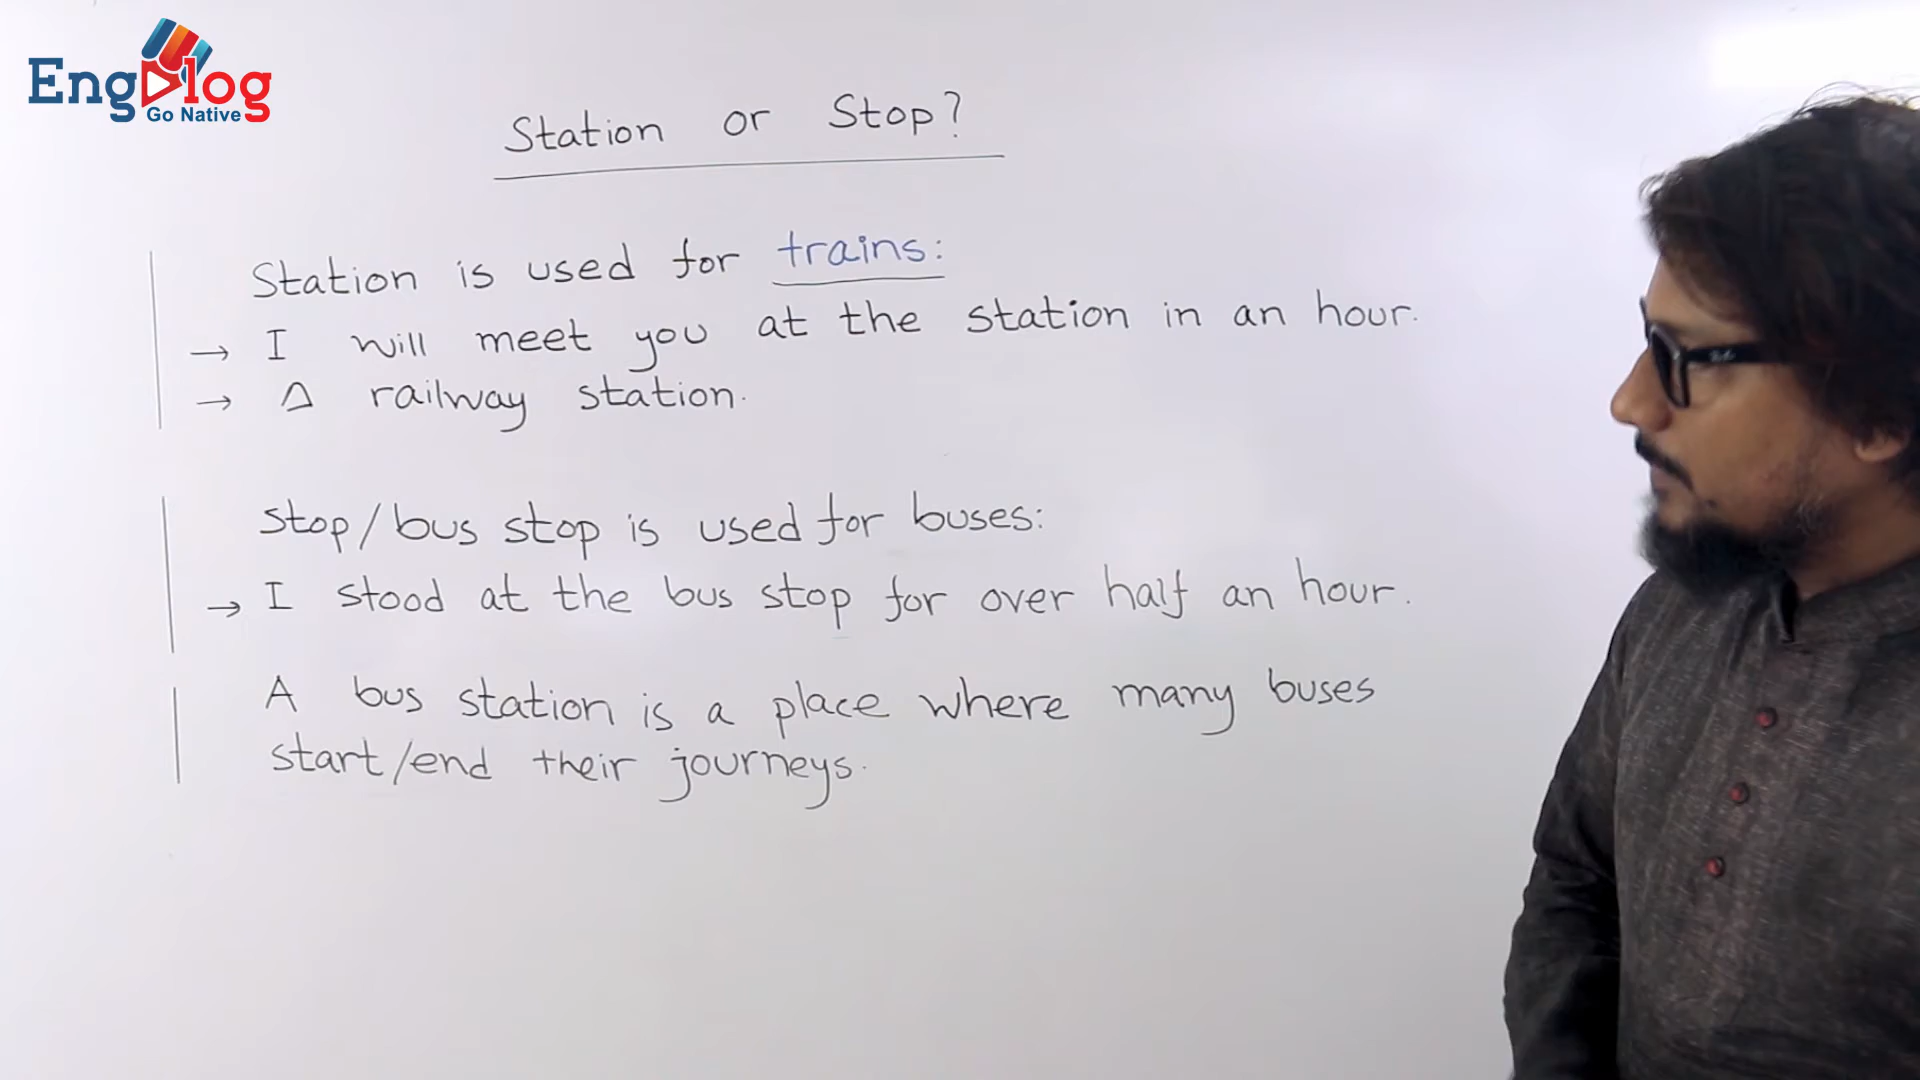 EngVlog
Go Native
Station or Stop?
Station is used for trains:
→ I will meet you at the station in an hour.
→ A railway station.
Stop/bus stop is used for buses:
→ I stood at the bus stop for over half an hour.
A bus station is a place where many buses
start/end their journeys.